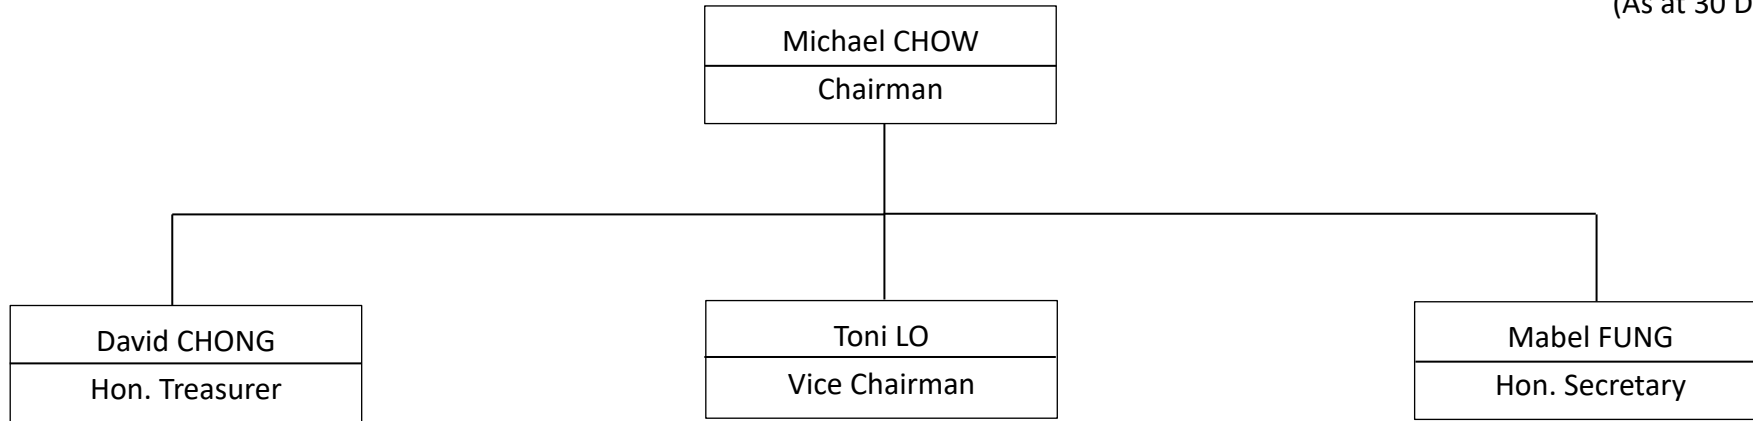 (As at 30 D
Michael CHOW
Chairman
David CHONG
Hon. Treasurer
Toni LO
Vice Chairman
Mabel FUNG
Hon. Secretary